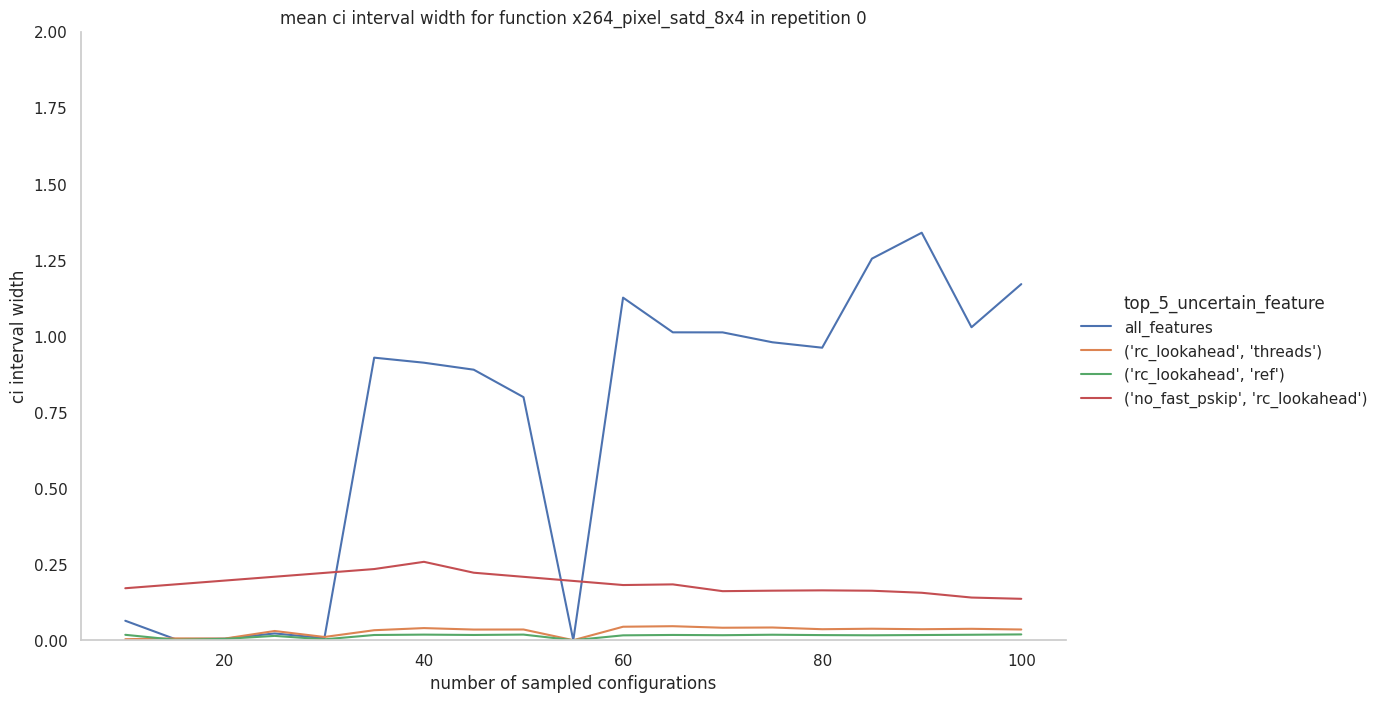 mean ci interval width for function x264_pixel_satd_8x4 in repetition 0
2.00
1.75
1.50
1.25
1.00
0.75
0.50
0.25
0.00
ci interval width
20
40
60
80
100
number of sampled configurations
top_5_uncertain_feature
all_features
('rc_lookahead', 'threads')
('rc_lookahead', 'ref')
('no_fast_pskip', 'rc_lookahead')